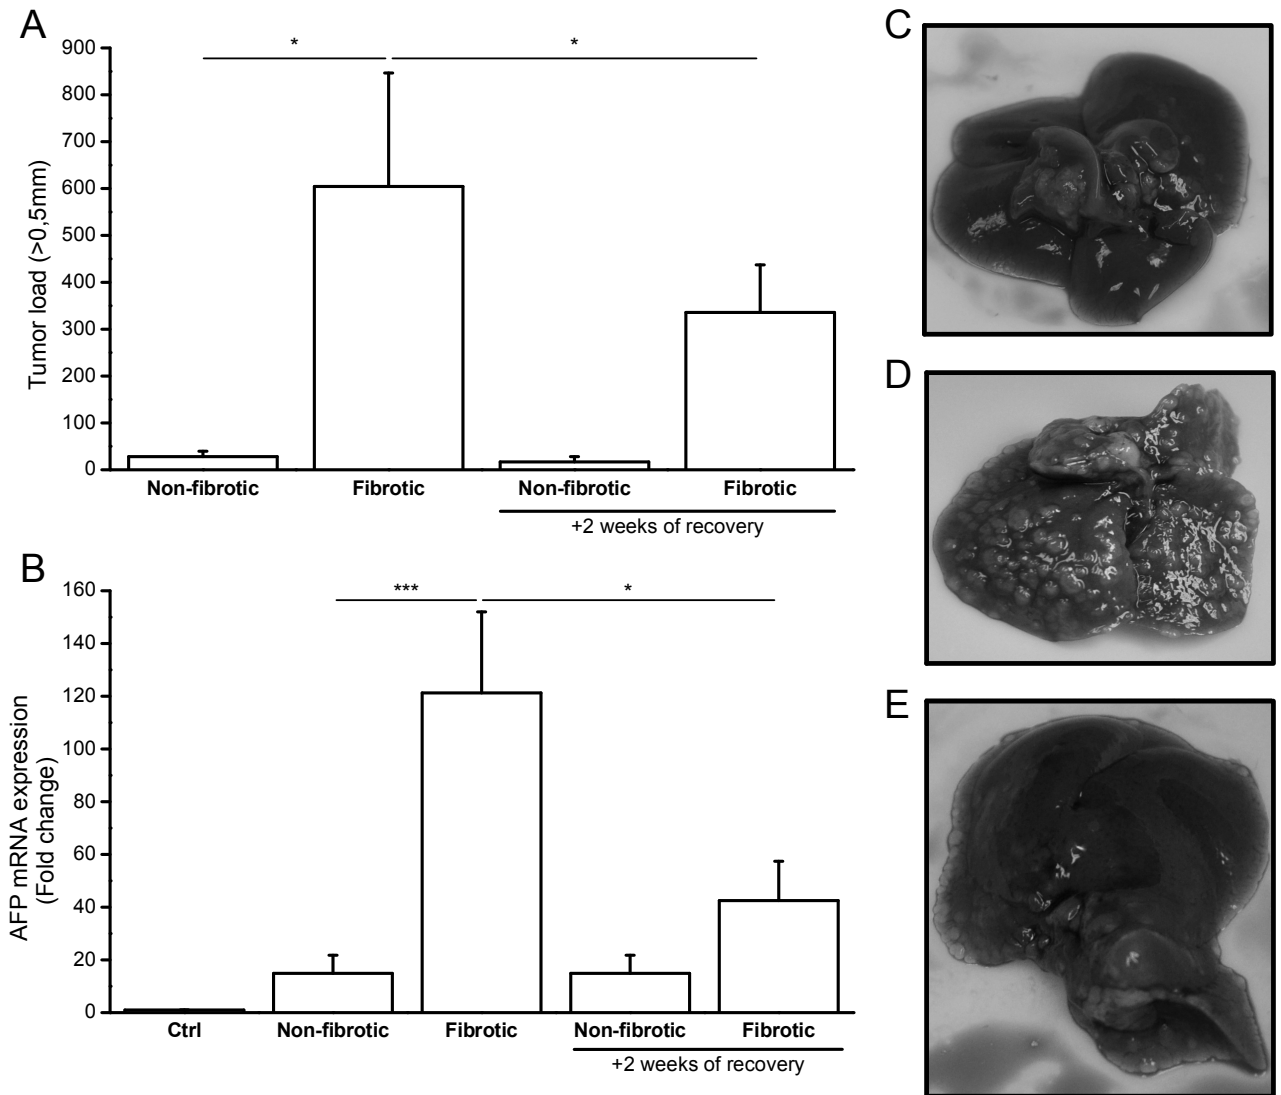 A
900
800
700
600
500
400
300
200
100
0
Tumor load (>0,5mm)
*
*
Non-fibrotic
Fibrotic
Non-fibrotic
Fibrotic
+2 weeks of recovery
B
160
140
120
100
80
60
40
20
0
AFP mRNA expression
(Fold change)
***
*
Ctrl
Non-fibrotic
Fibrotic
Non-fibrotic
Fibrotic
+2 weeks of recovery
C
D
E